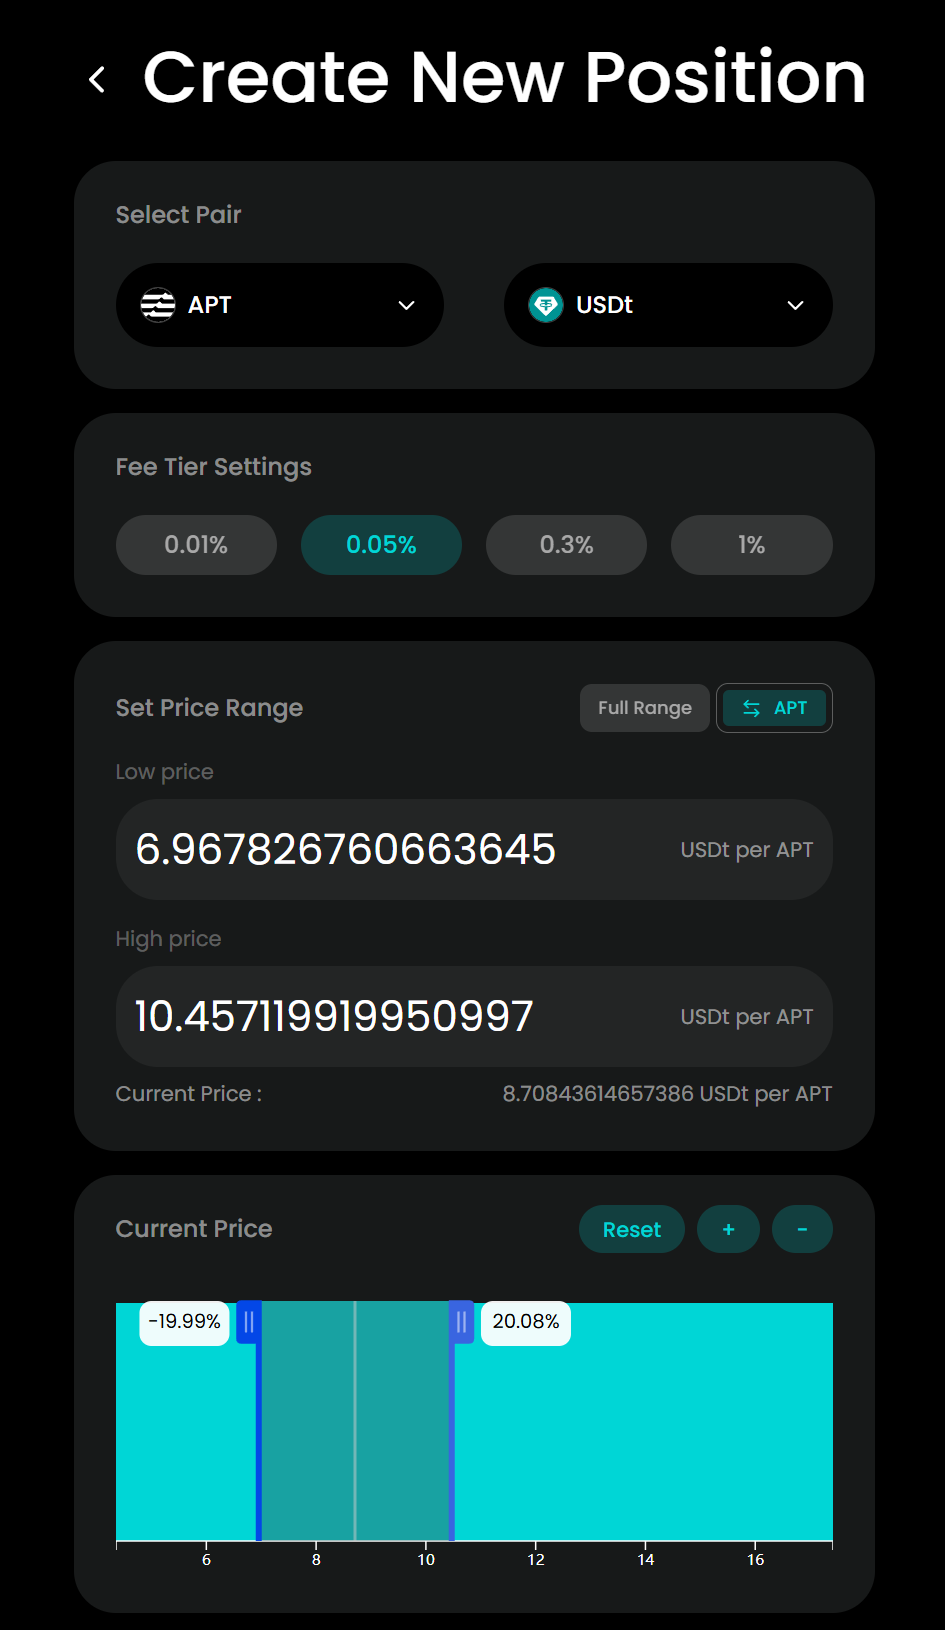 Create New Position
Select Pair
APT
USDt
Fee Tier Settings
0.01% 0.05% 0.3% 1%
Set Price Range
Full Range
APT
Low price
6.967826760663645 USDt per APT
High price
10.457119919950997 USDt per APT
Current Price : 8.70843614657386 USDt per APT
Current Price
Reset + -
-19.99% 20.08%
6 8 10 12 14 16